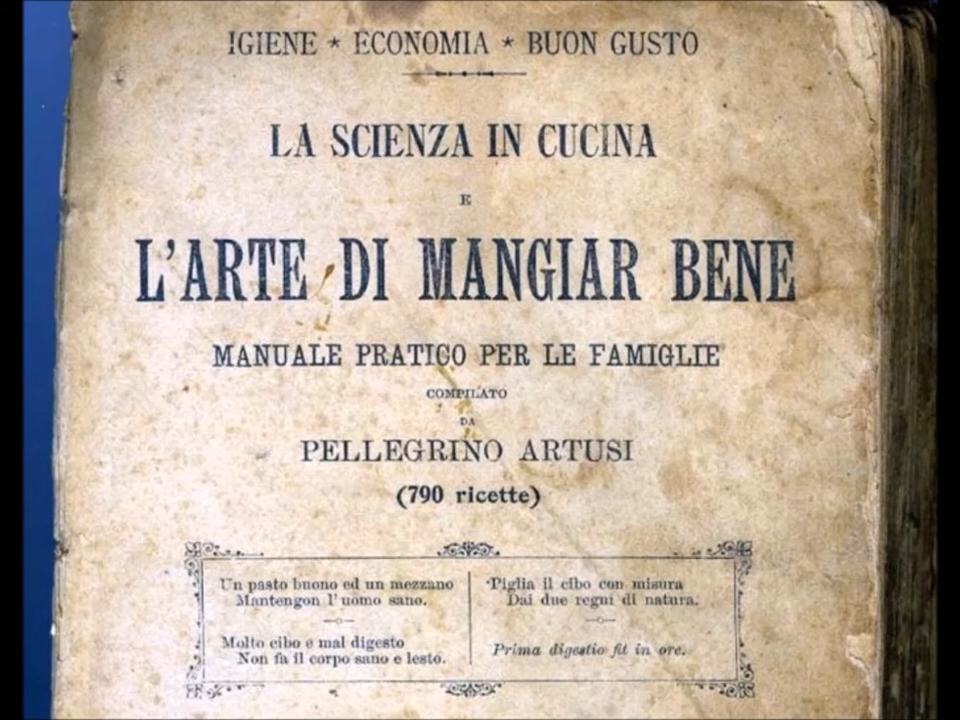 IGIENE * ECONOMIA * BUON GUSTO
LA SCIENZA IN CUCINA
E
L'ARTE DI MANGIAR BENE
MANUALE PRATICO PER LE FAMIGLIE
COMPILATO
DA
PELLEGRINO ARTUSI
(790 ricette)
Un pasto buono ed un mezzano
Mantengon l'uomo sano.
Molto cibo e mal digesto
Non fa il corpo sano e lesto.
Piglia il cibo con misura
Dai due regni di natura.
Prima digestio fit in ore.